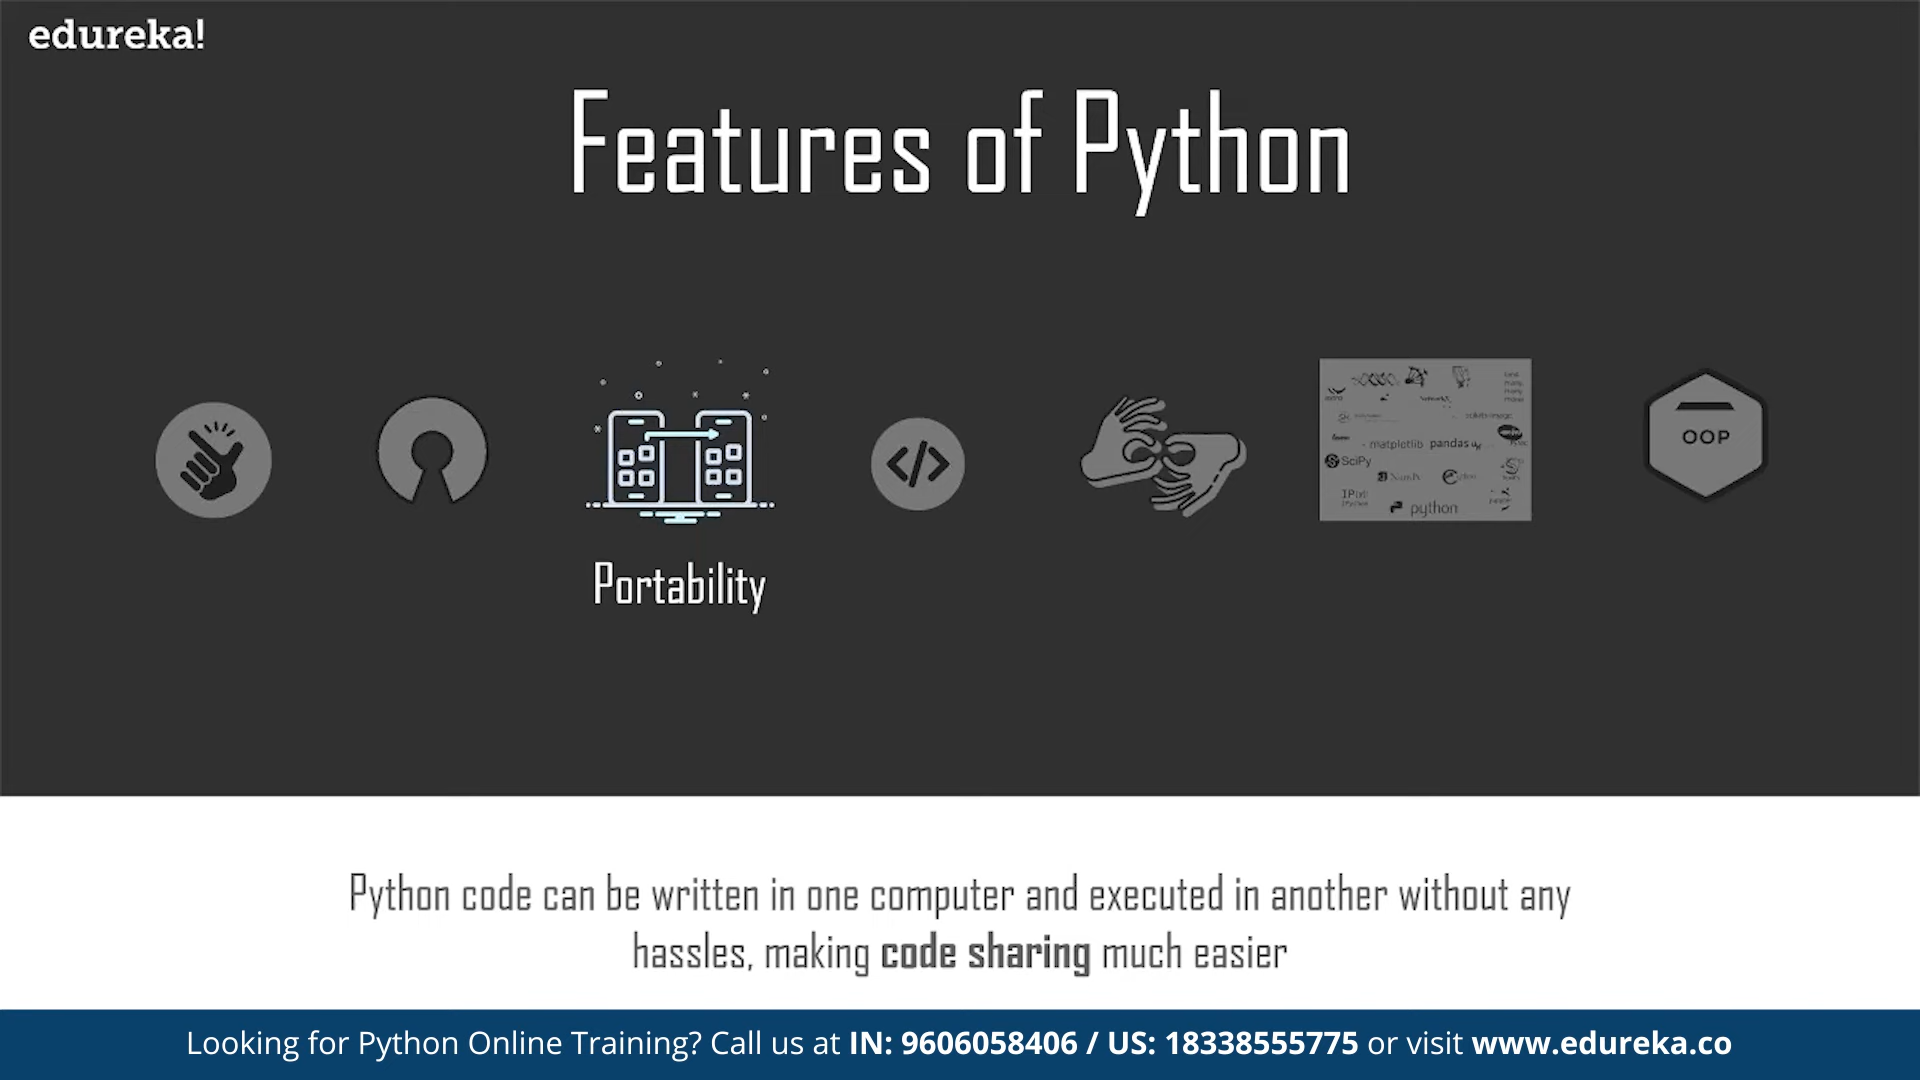 edureka!
Features of Python
OOP
matplotlib
pandas
SciPy
python
Portability
Python code can be written in one computer and executed in another without any
hassles, making code sharing much easier
Looking for Python Online Training? Call us at IN: 9606058406 / US: 18338555775 or visit www.edureka.co